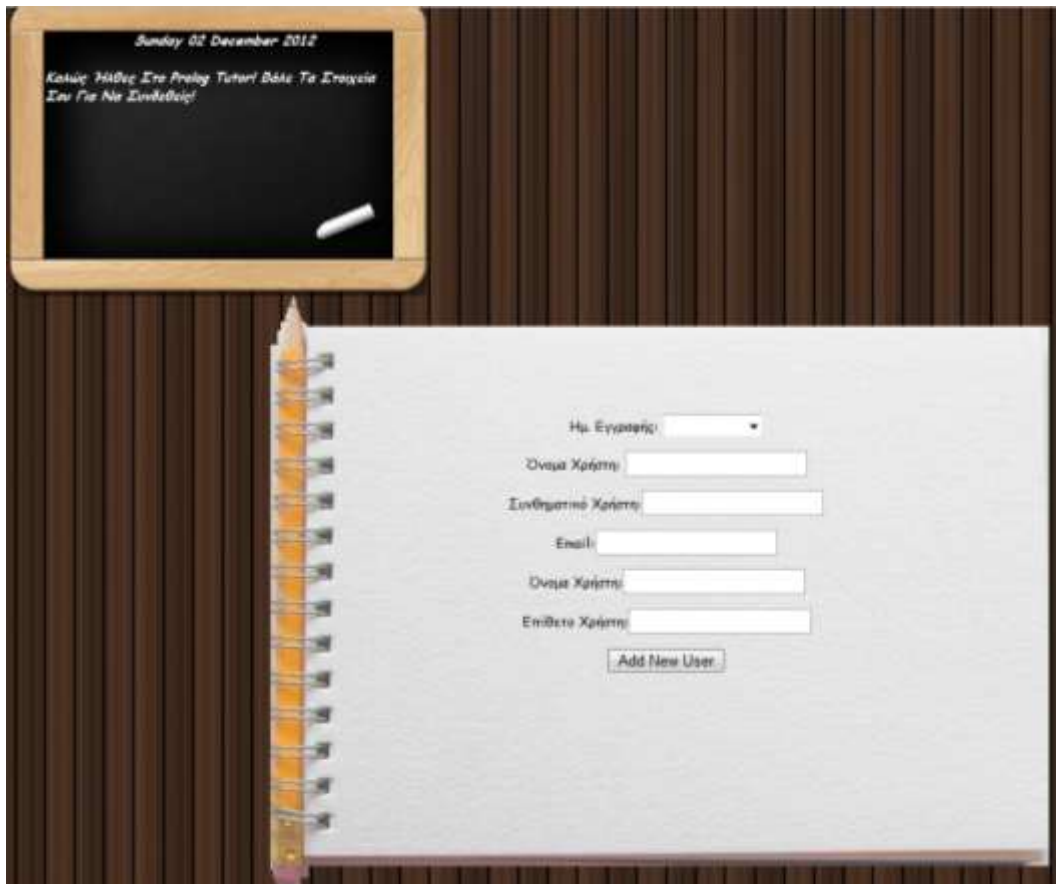 Sunday 02 December 2012
Καλώς Ήλθες Στο Prolog Tutor! Βάλε Τα Στοιχεία
Σου Για Να Συνδεθείς!
Ημ. Εγγραφής:
Όνομα Χρήστη:
Συνθηματικό Χρήστη:
Email:
Όνομα Χρήστη:
Επίθετο Χρήστη:
Add New User